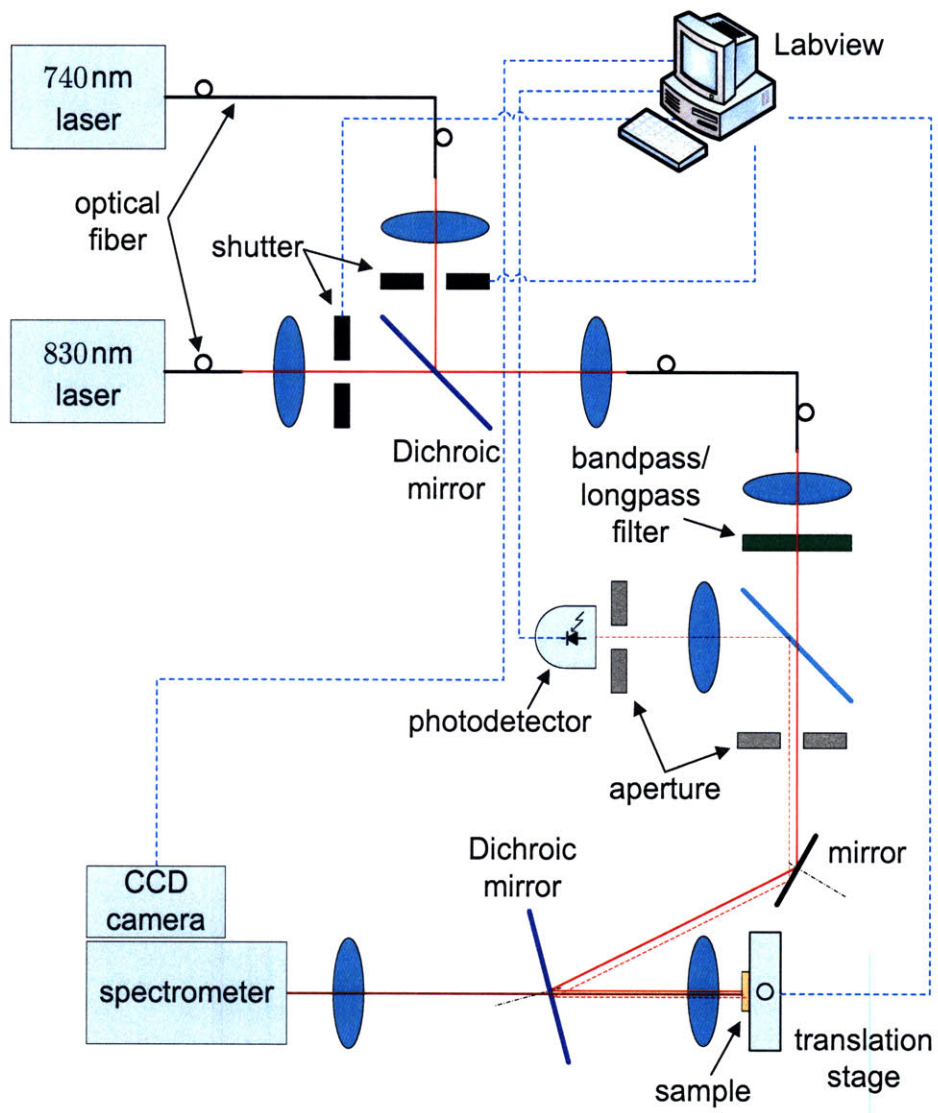 740nm
laser
Labview
optical
fiber
shutter
830nm
laser
Dichroic
mirror
bandpass/
longpass
filter
photodetector
aperture
Dichroic
mirror
mirror
CCD
camera
spectrometer
translation
stage
sample